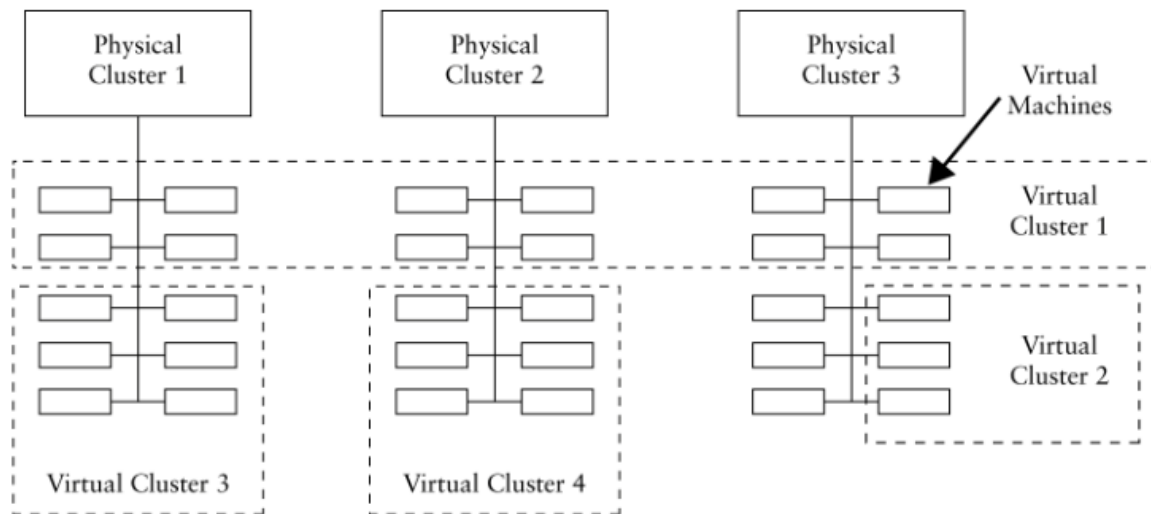 Physical
Cluster 1
Physical
Cluster 2
Physical
Cluster 3
Virtual
Machines
Virtual
Cluster 1
Virtual
Cluster 2
Virtual Cluster 3
Virtual Cluster 4